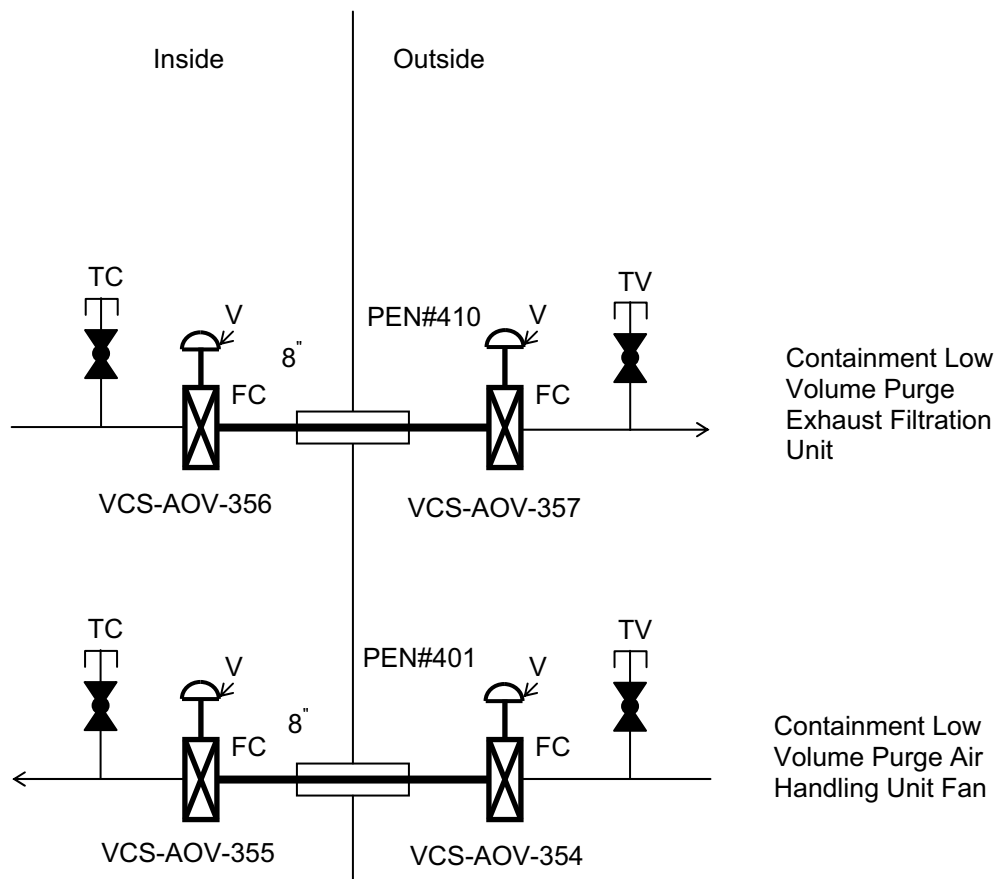 Inside
Outside
TC
V
8"
FC
PEN#410
V
FC
TV
VCS-AOV-356
VCS-AOV-357
Containment Low
Volume Purge
Exhaust Filtration
Unit
TC
V
8"
FC
PEN#401
V
FC
TV
VCS-AOV-355
VCS-AOV-354
Containment Low
Volume Purge Air
Handling Unit Fan